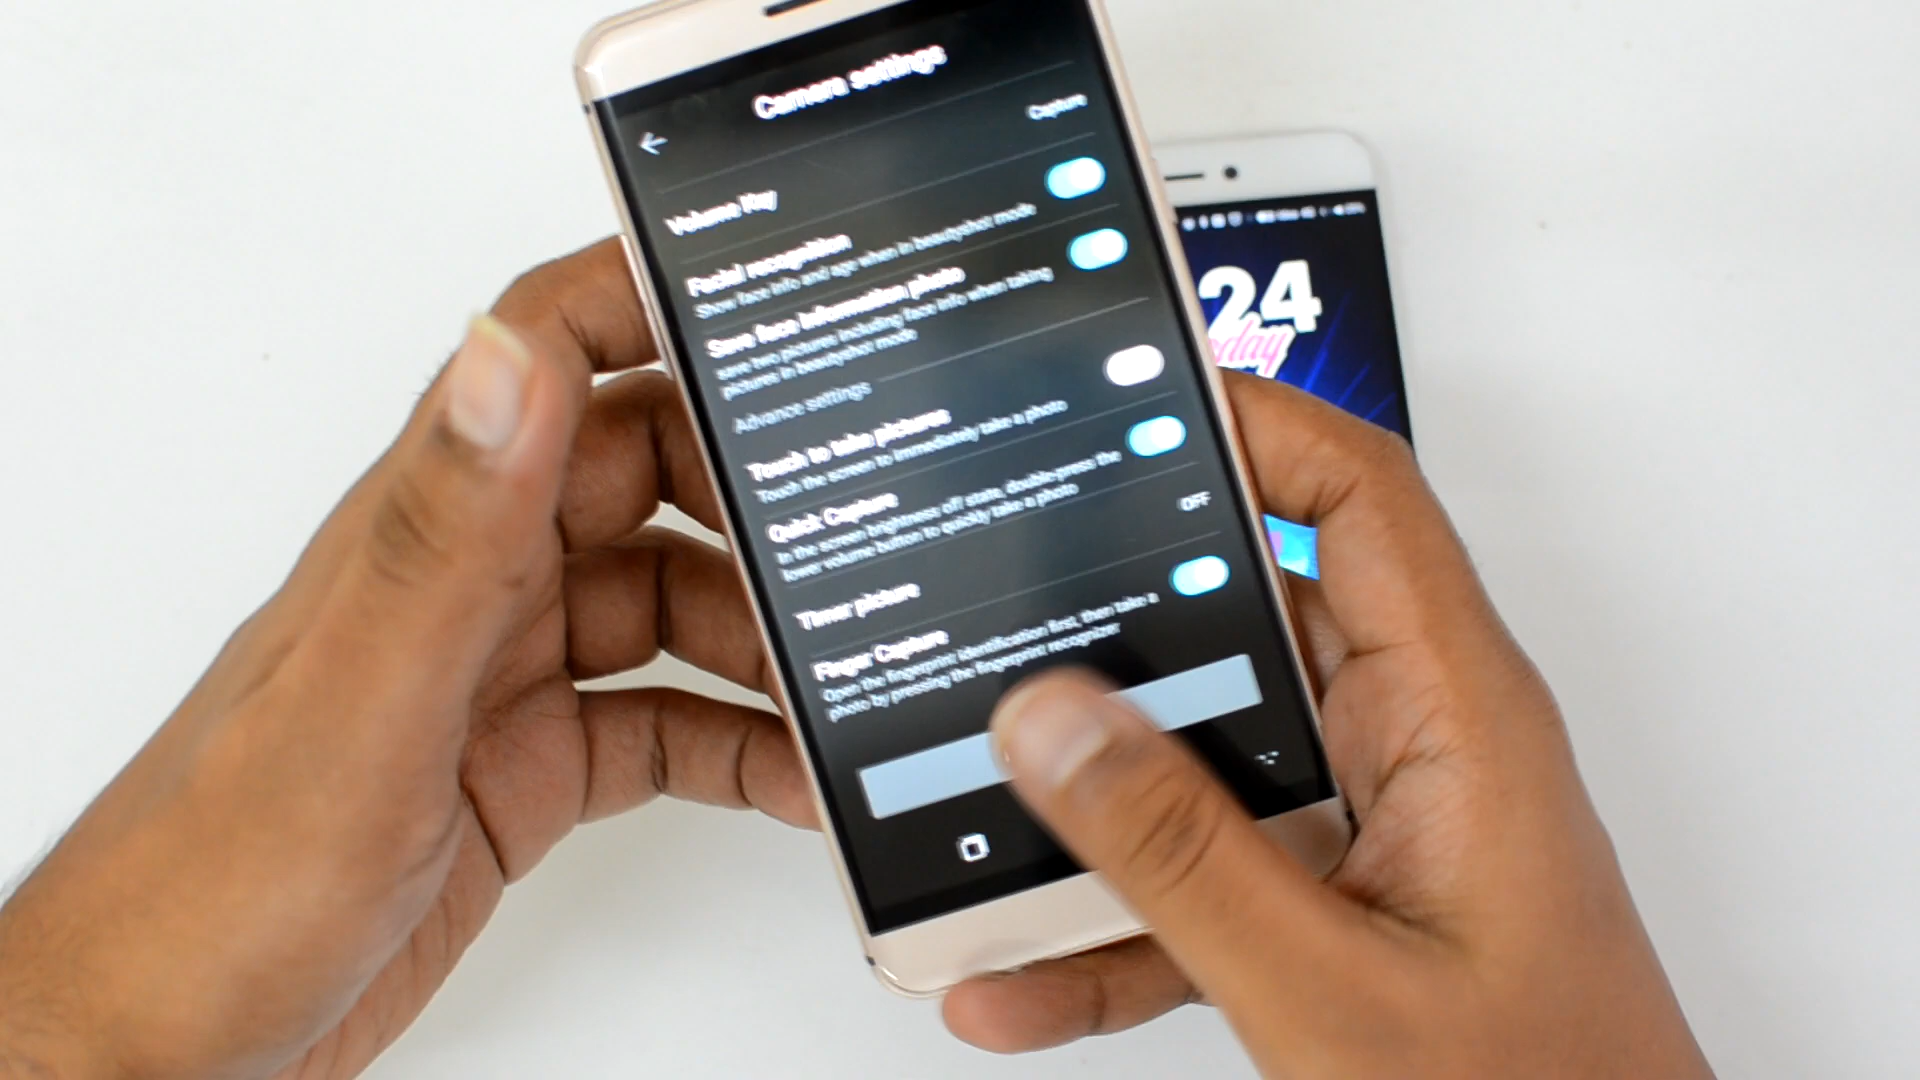 Camera settings
Capture
Volume Key
Facial recognition
Show face info and age when in beautyshot mode
Save face information photo
save two pictures including face info when taking
pictures in beautyshot mode
Advance settings
Touch to take pictures
Touch the screen to immediately take a photo
Quick Capture
In the screen brightness off state, double-press the
lower volume button to quickly take a photo
OFF
Timer picture
Finger Capture
Open the fingerprint identification first, then take a
photo by pressing the fingerprint recognizer
24